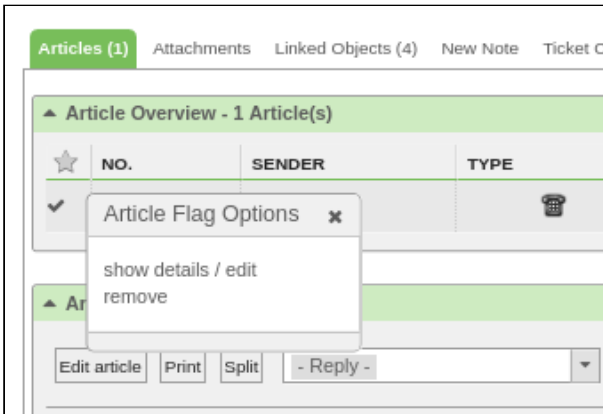 Articles (1) Attachments Linked Objects (4) New Note Ticket
Article Overview - 1 Article(s)
NO. SENDER TYPE
Article Flag Options
show details / edit
remove
Ar
Edit article Print Split - Reply -